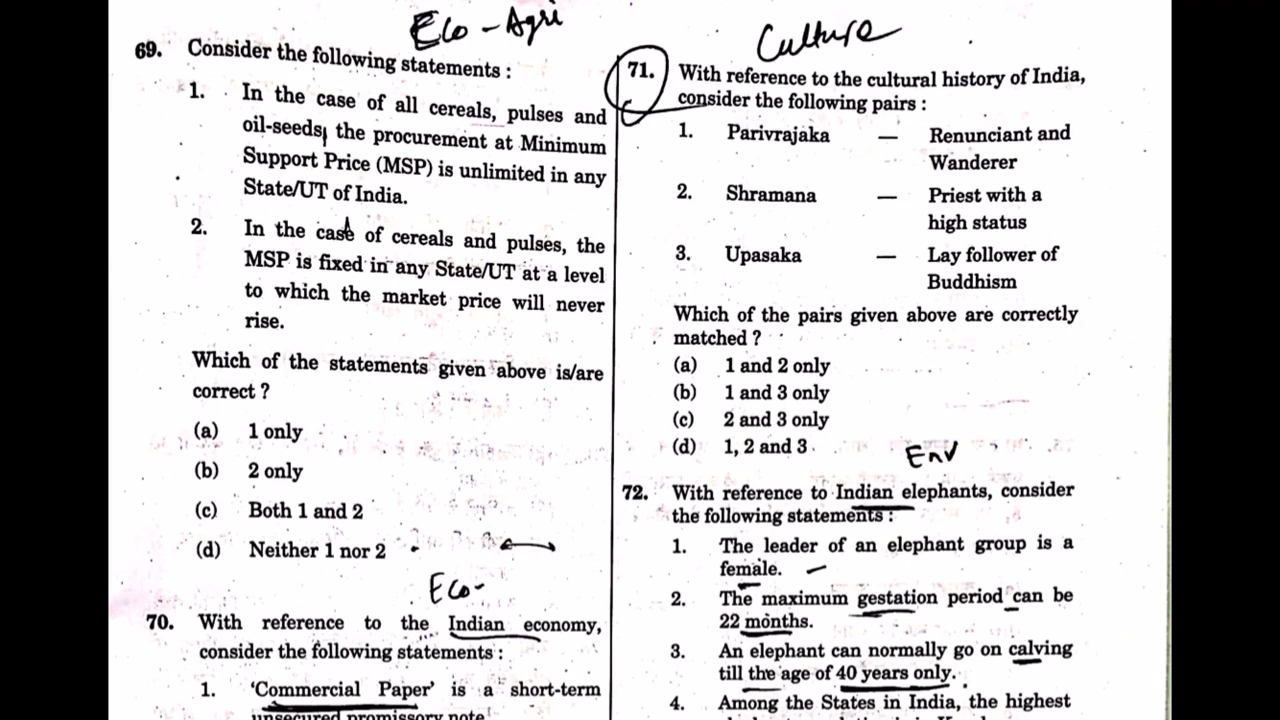 Eco - Agri
69. Consider the following statements :
1. In the case of all cereals, pulses and
oil-seeds, the procurement at Minimum
Support Price (MSP) is unlimited in any
State/UT of India.
2. In the case of cereals and pulses, the
MSP is fixed in any State/UT at a level
to which the market price will never
rise.
Which of the statements given above is/are
correct ?
(a) 1 only
(b) 2 only
(c) Both 1 and 2
(d) Neither 1 nor 2
Eco-
70. With reference to the Indian economy,
consider the following statements :
1. 'Commercial Paper' is a short-term
unsecured promissory note
Culture
71. With reference to the cultural history of India,
consider the following pairs :
1. Parivrajaka — Renunciant and
Wanderer
2. Shramana — Priest with a
high status
3. Upasaka — Lay follower of
Buddhism
Which of the pairs given above are correctly
matched ?
(a) 1 and 2 only
(b) 1 and 3 only
(c) 2 and 3 only
(d) 1, 2 and 3
Env
72. With reference to Indian elephants, consider
the following statements :
1. The leader of an elephant group is a
female.
2. The maximum gestation period can be
22 months.
3. An elephant can normally go on calving
till the age of 40 years only.
4. Among the States in India, the highest